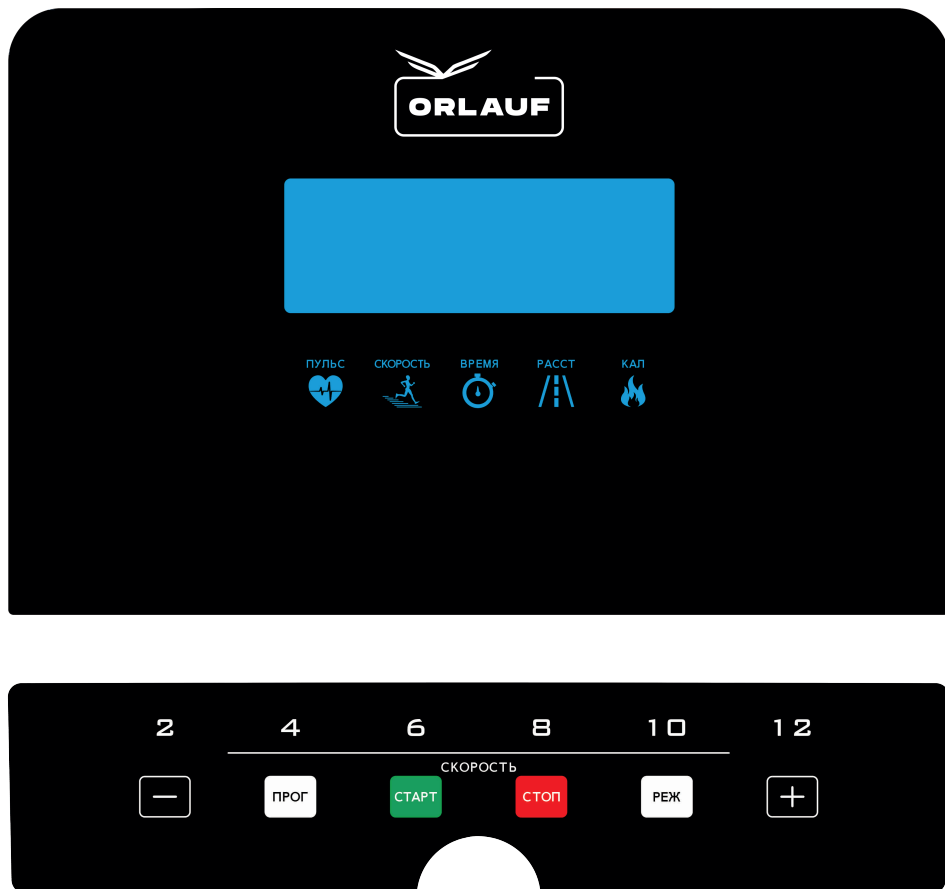 ORLAUF
ПУЛЬС СКОРОСТЬ ВРЕМЯ РАССТ КАЛ
2 4 6 8 10 12
СКОРОСТЬ
ПРОГ СТАРТ СТОП РЕЖ